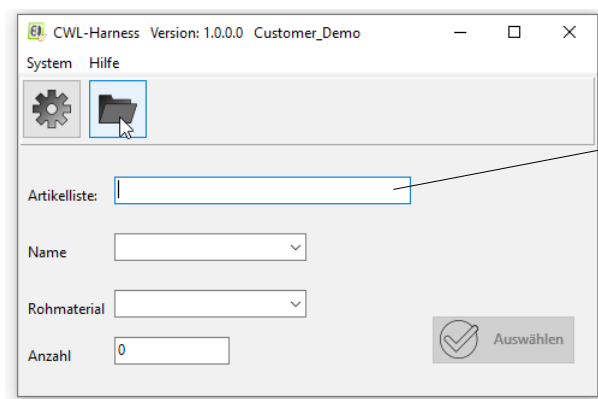 CWL-Harness Version: 1.0.0.0 Customer_Demo
System Hilfe
Artikelliste:
Name
Rohmaterial
Anzahl 0
Auswählen